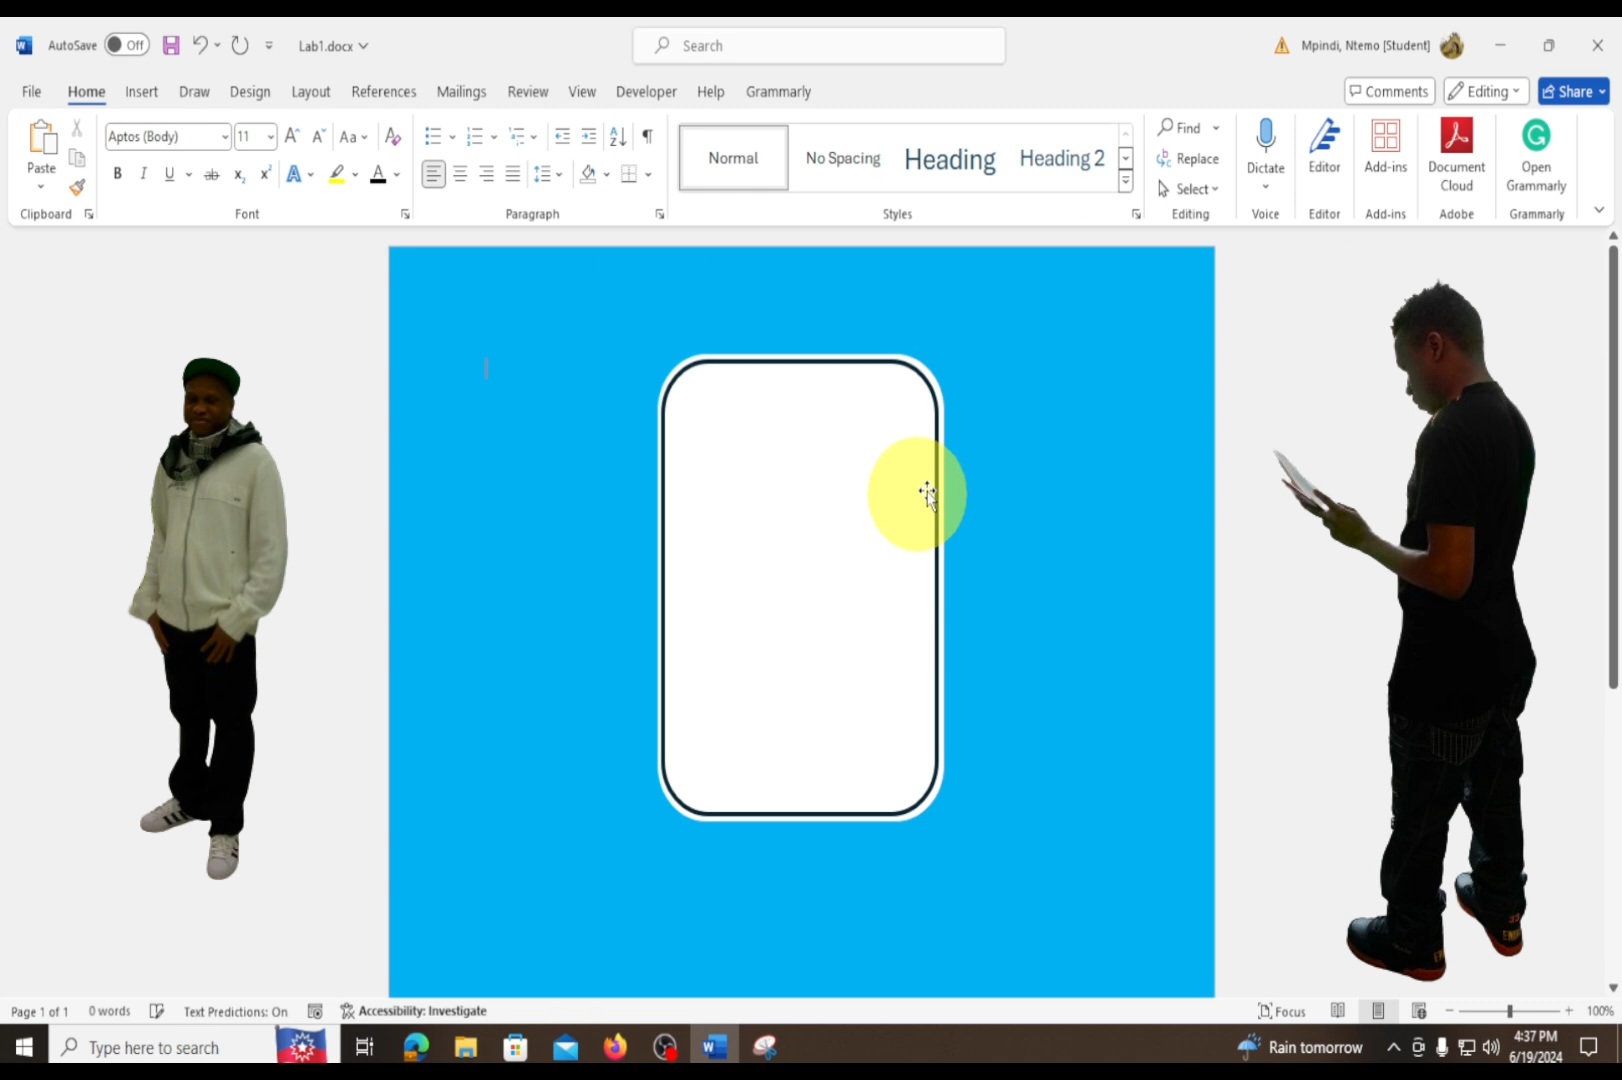 AutoSave Off Lab1.docx Search Mpindi, Ntemo [Student]
File Home Insert Draw Design Layout References Mailings Review View Developer Help Grammarly Comments Editing Share
Paste Aptos (Body) 11 Aa Normal No Spacing Heading Heading 2 Find Replace Select Dictate Editor Add-ins Document Cloud Open Grammarly
Clipboard Font Paragraph Styles Editing Voice Editor Add-ins Adobe Grammarly
Page 1 of 1 0 words Text Predictions: On Accessibility: Investigate Focus 100%
Type here to search Rain tomorrow 4:37 PM
6/19/2024